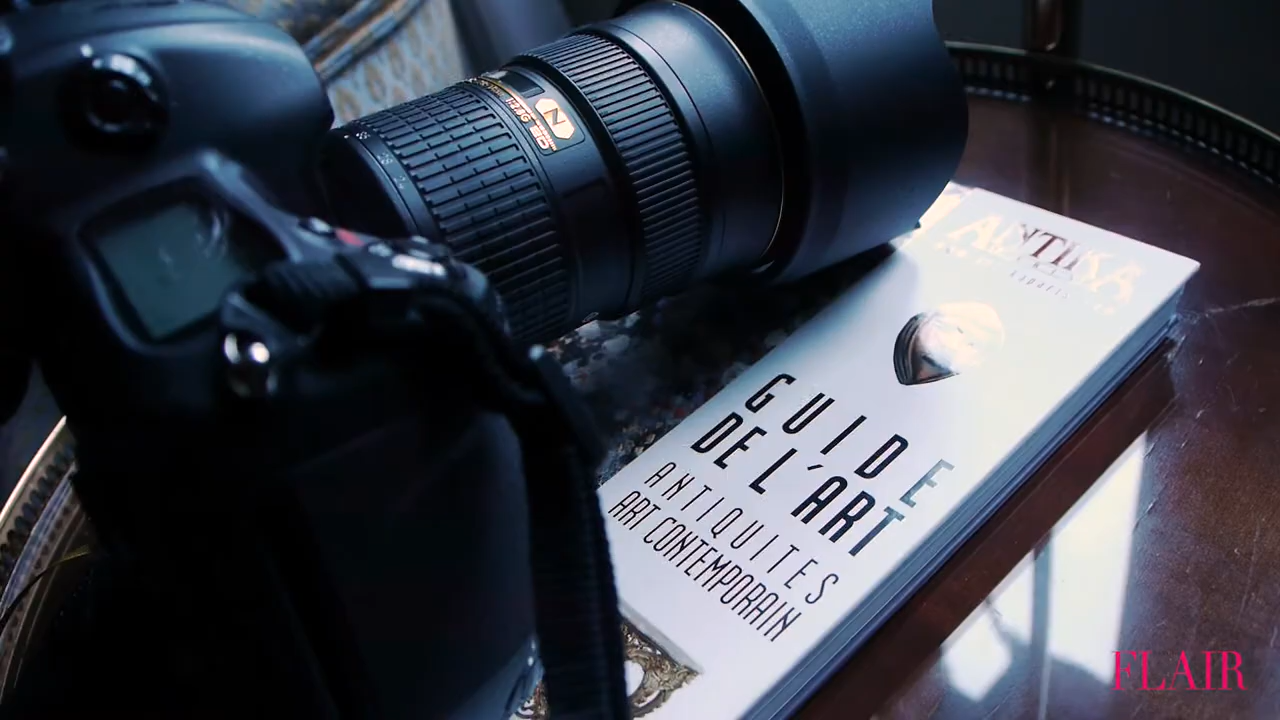 N
ANTIKA
GUIDE
DE L'ART
ANTIQUITES
ART CONTEMPORAIN
FLAIR